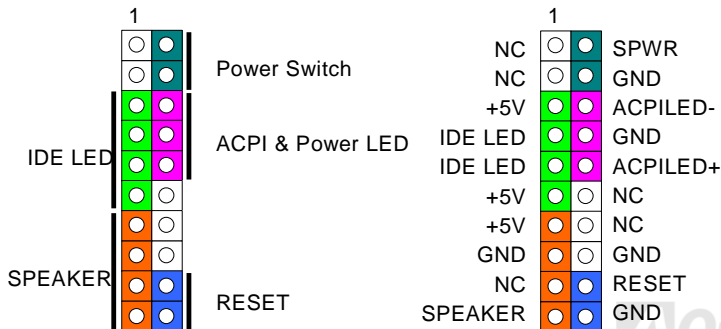 1
Power Switch
ACPI & Power LED
IDE LED
SPEAKER
RESET
1
NC SPWR
NC GND
+5V ACPILED-
IDE LED GND
IDE LED ACPILED+
+5V NC
+5V NC
GND GND
NC RESET
SPEAKER GND